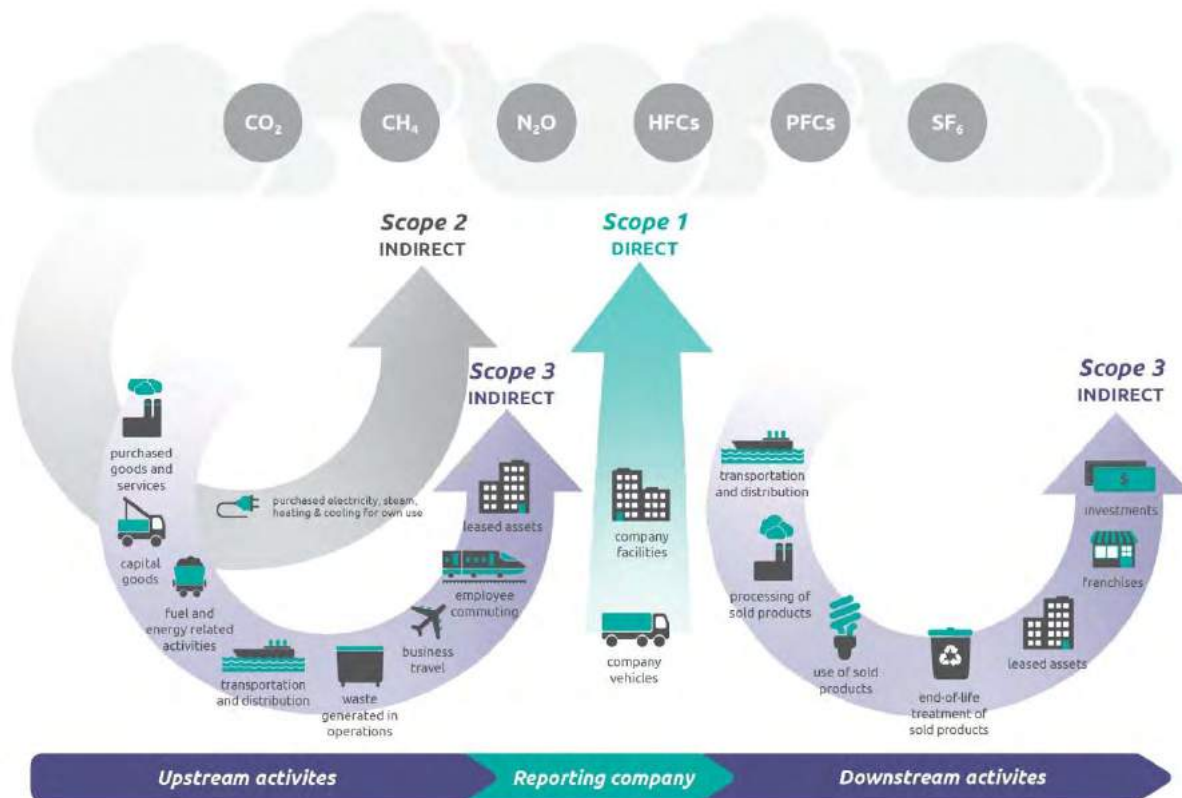 CO₂
CH₄
N₂O
HFCs
PFCs
SF₆
Scope 2
INDIRECT
Scope 1
DIRECT
Scope 3
INDIRECT
Scope 3
INDIRECT
purchased
goods and
services
capital
goods
fuel and
energy related
activities
purchased electricity, steam,
heating & cooling for own use
transportation
and distribution
waste
generated in
operations
business
travel
employee
commuting
leased assets
company
facilities
company
vehicles
transportation
and distribution
processing of
sold products
use of sold
products
end-of-life
treatment of
sold products
leased assets
franchises
$
investments
Upstream activites
Reporting company
Downstream activites